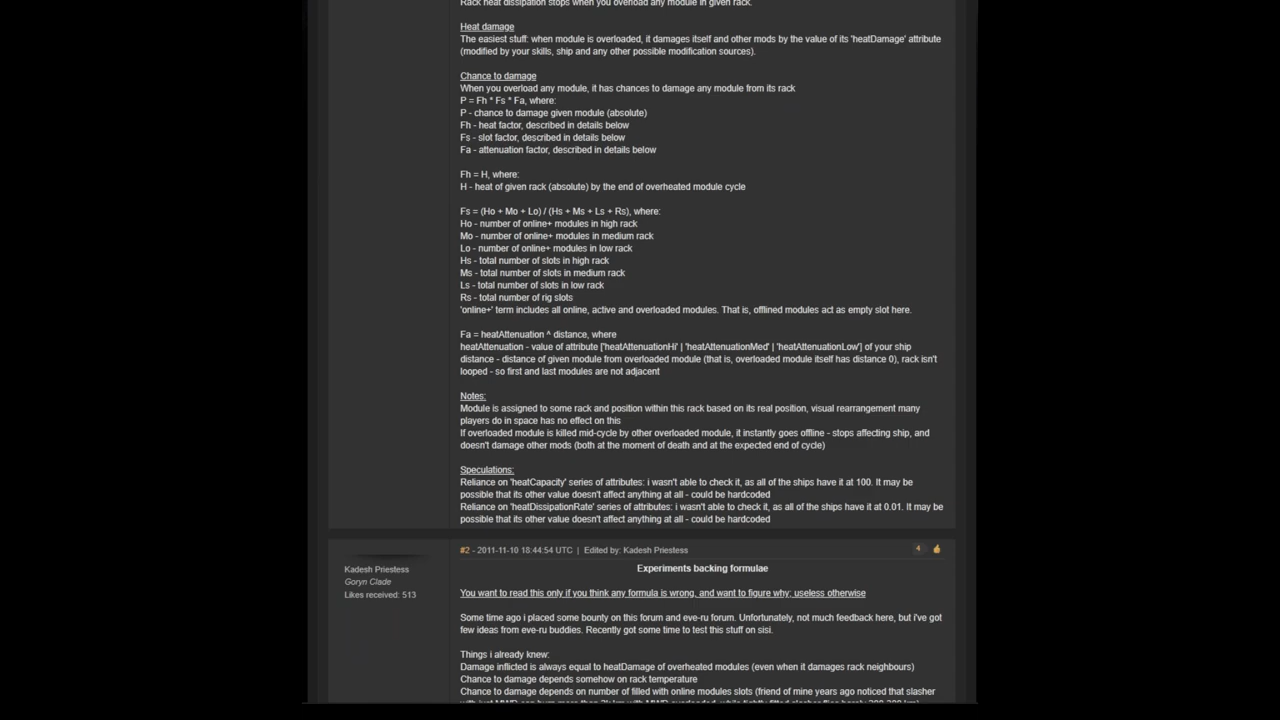 Rack heat dissipation stops when you overload any module in given rack.
Heat damage
The easiest stuff: when module is overloaded, it damages itself and other mods by the value of its 'heatDamage' attribute
(modified by your skills, ship and any other possible modification sources).
Chance to damage
When you overload any module, it has chances to damage any module from its rack
P = Fh * Fs * Fa, where:
P - chance to damage given module (absolute)
Fh - heat factor, described in details below
Fs - slot factor, described in details below
Fa - attenuation factor, described in details below
Fh = H, where:
H - heat of given rack (absolute) by the end of overheated module cycle
Fs = (Ho + Mo + Lo) / (Hs + Ms + Ls + Rs), where:
Ho - number of online+ modules in high rack
Mo - number of online+ modules in medium rack
Lo - number of online+ modules in low rack
Hs - total number of slots in high rack
Ms - total number of slots in medium rack
Ls - total number of slots in low rack
Rs - total number of rig slots
'online+' term includes all online, active and overloaded modules. That is, offlined modules act as empty slot here.
Fa = heatAttenuation ^ distance, where
heatAttenuation - value of attribute ['heatAttenuationHi' | 'heatAttenuationMed' | 'heatAttenuationLow'] of your ship
distance - distance of given module from overloaded module (that is, overloaded module itself has distance 0), rack isn't
looped - so first and last modules are not adjacent
Notes:
Module is assigned to some rack and position within this rack based on its real position, visual rearrangement many
players do in space has no effect on this
If overloaded module is killed mid-cycle by other overloaded module, it instantly goes offline - stops affecting ship, and
doesn't damage other mods (both at the moment of death and at the expected end of cycle)
Speculations:
Reliance on 'heatCapacity' series of attributes: i wasn't able to check it, as all of the ships have it at 100. It may be
possible that its other value doesn't affect anything at all - could be hardcoded
Reliance on 'heatDissipationRate' series of attributes: i wasn't able to check it, as all of the ships have it at 0.01. It may be
possible that its other value doesn't affect anything at all - could be hardcoded
#2 - 2011-11-10 18:44:54 UTC | Edited by: Kadesh Priestess
4
Kadesh Priestess
Goryn Clade
Likes received: 513
Experiments backing formulae
You want to read this only if you think any formula is wrong, and want to figure why; useless otherwise
Some time ago i placed some bounty on this forum and eve-ru forum. Unfortunately, not much feedback here, but i've got
few ideas from eve-ru buddies. Recently got some time to test this stuff on sisi.
Things i already knew:
Damage inflicted is always equal to heatDamage of overheated modules (even when it damages rack neighbours)
Chance to damage depends somehow on rack temperature
Chance to damage depends on number of filled with online modules slots (friend of mine years ago noticed that slasher